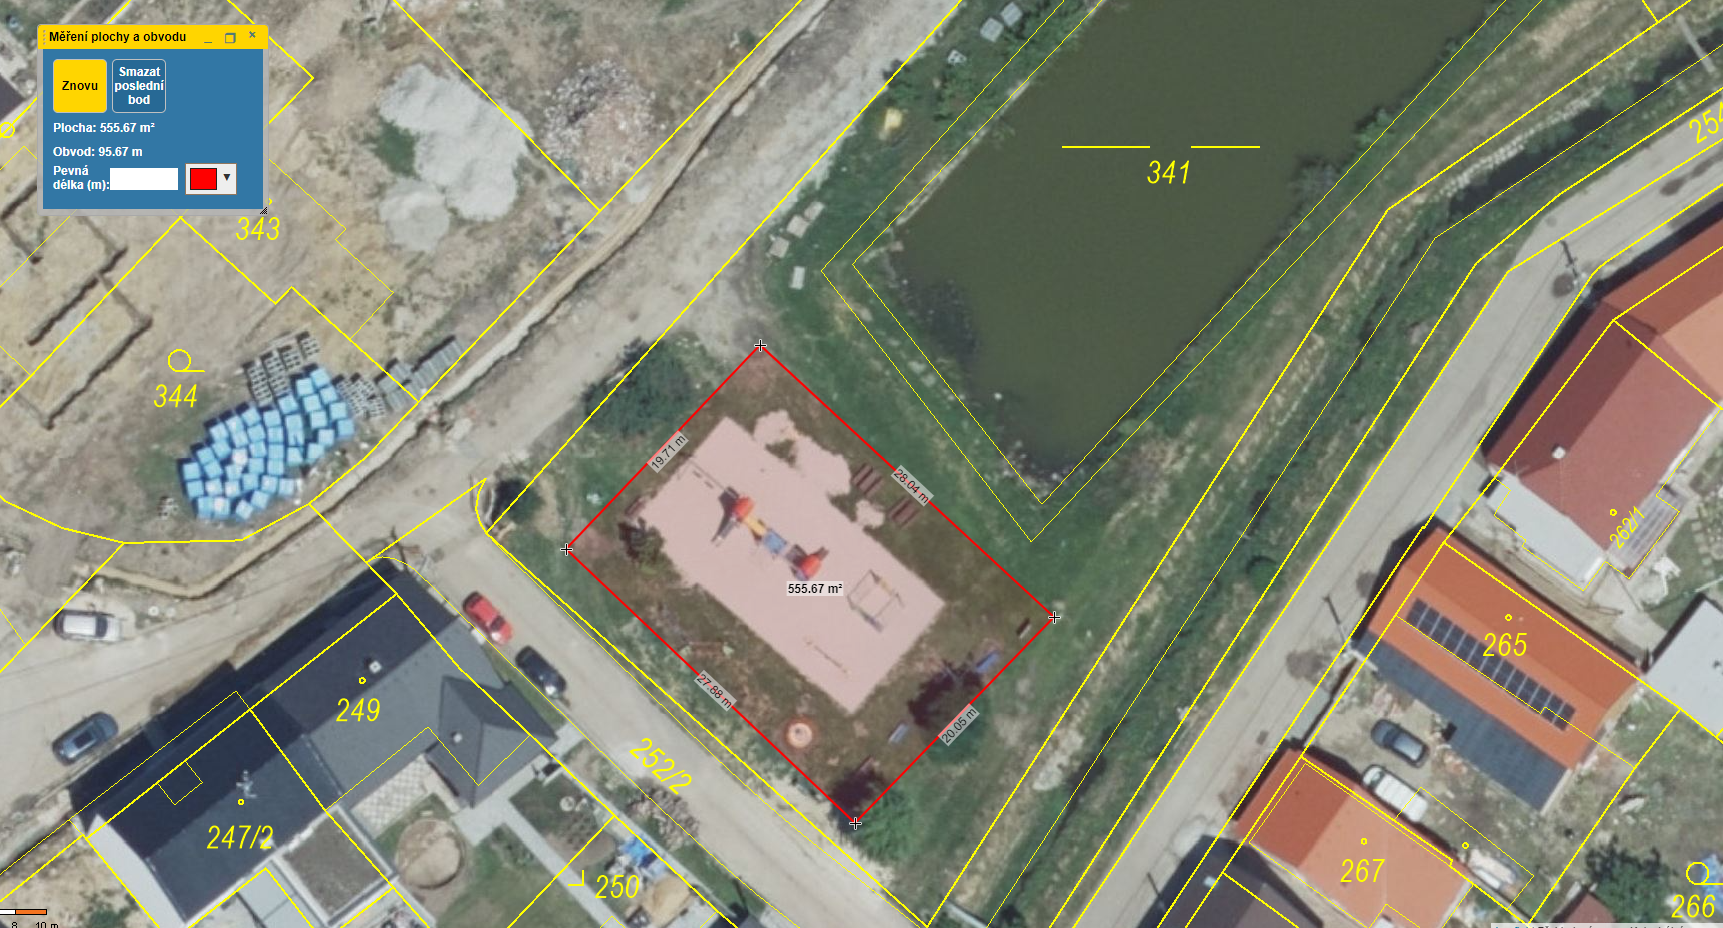 Měření plochy a obvodu
Znovu
Smazat
poslední
bod
Plocha: 555.67 m²
Obvod: 95.67 m
Pevná
délka (m):
343
344
341
254
19.71 m
28.04 m
555.67 m²
27.88 m
20.05 m
262/1
265
249
252/2
247/2
250
267
266
8 10 m